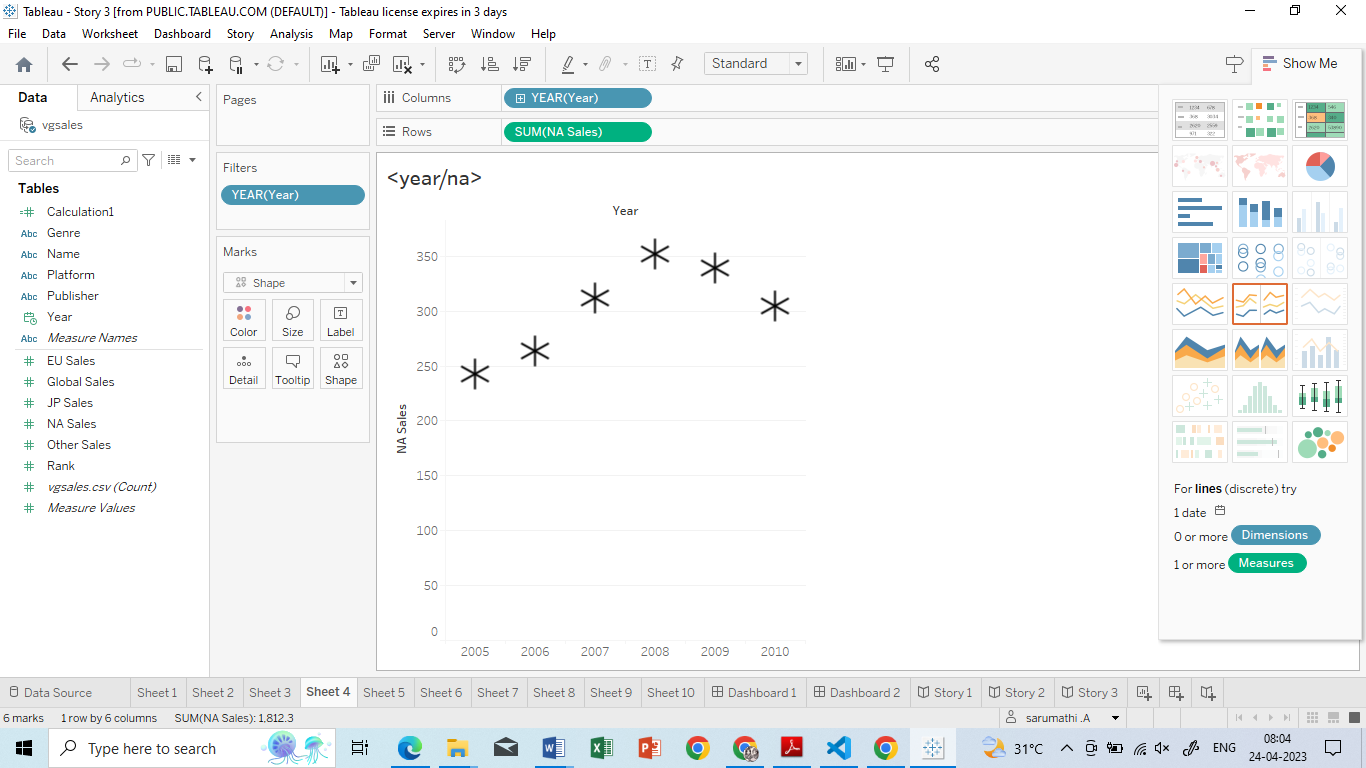 Tableau - Story 3 [from PUBLIC.TABLEAU.COM (DEFAULT)] - Tableau license expires in 3 days
File Data Worksheet Dashboard Story Analysis Map Format Server Window Help
Standard
Show Me
Data Analytics
vgsales
Search
Tables
Calculation1
Abc Genre
Abc Name
Abc Platform
Abc Publisher
Year
Abc Measure Names
EU Sales
Global Sales
JP Sales
NA Sales
Other Sales
Rank
vgsales.csv (Count)
Measure Values
Pages
Filters
YEAR(Year)
Marks
Shape
Color Size Label
Detail Tooltip Shape
Columns YEAR(Year)
Rows SUM(NA Sales)
<year/na>
Year
NA Sales
350
300
250
200
150
100
50
0
2005 2006 2007 2008 2009 2010
For lines (discrete) try
1 date
0 or more Dimensions
1 or more Measures
Data Source Sheet 1 Sheet 2 Sheet 3 Sheet 4 Sheet 5 Sheet 6 Sheet 7 Sheet 8 Sheet 9 Sheet 10 Dashboard 1 Dashboard 2 Story 1 Story 2 Story 3
6 marks 1 row by 6 columns SUM(NA Sales): 1,812.3 sarumathi .A
Type here to search 31°C ENG 08:04
24-04-2023